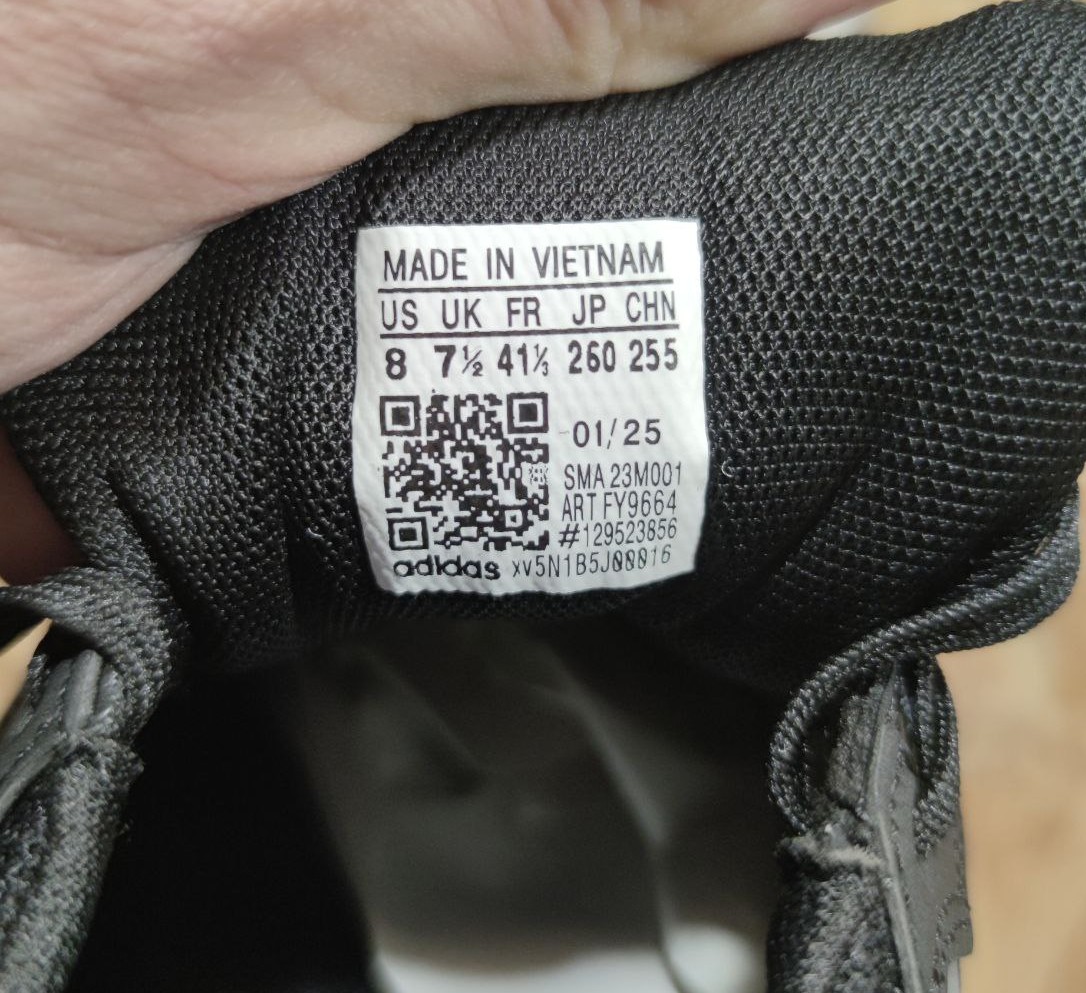 MADE IN VIETNAM
US UK FR JP CHN
8 7½ 41⅓ 260 255
01/25
SMA 23M001
ART FY9664
#129523856
adidas xv5N1B5J00016